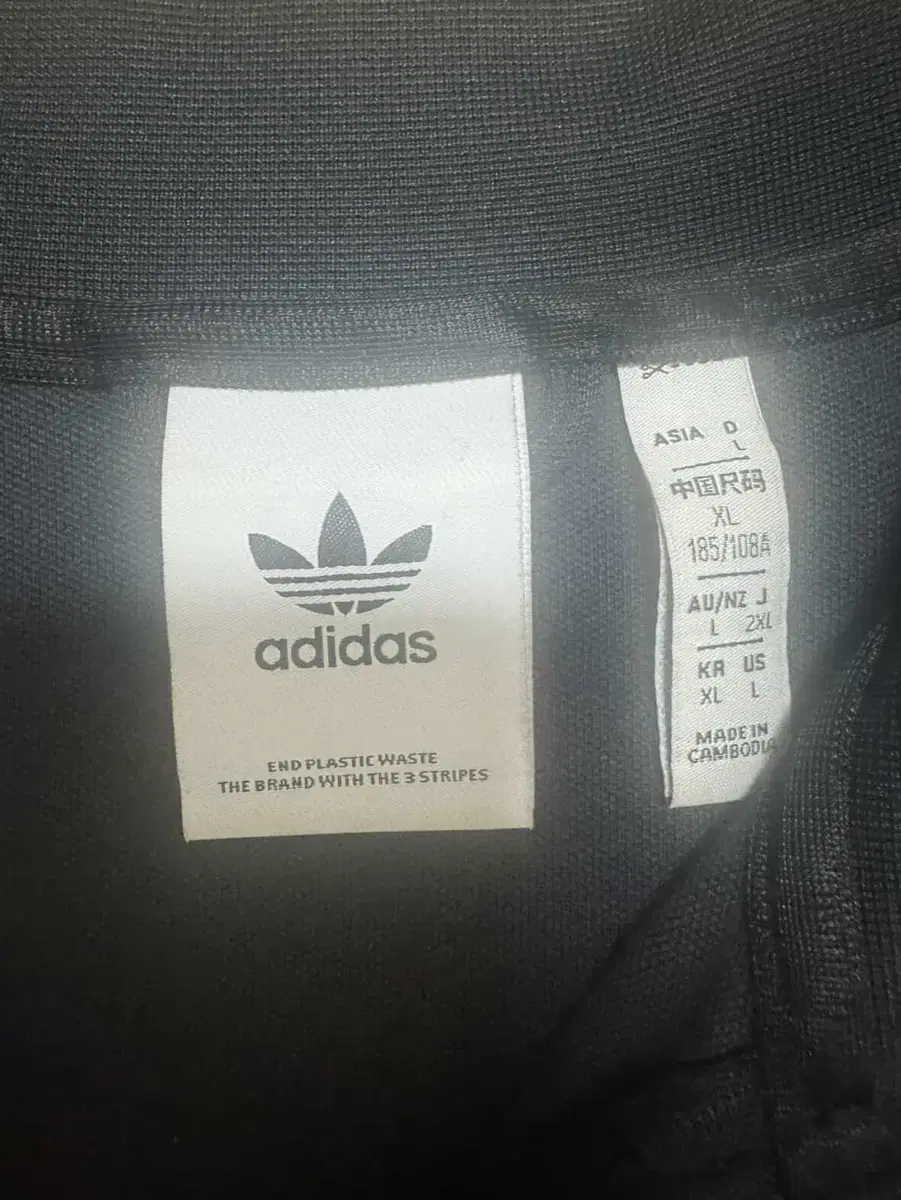 adidas
END PLASTIC WASTE
THE BRAND WITH THE 3 STRIPES
ASIA D
L
中国尺码
XL
185/108A
AU/NZ J
L 2XL
KR US
XL L
MADE IN
CAMBODIA